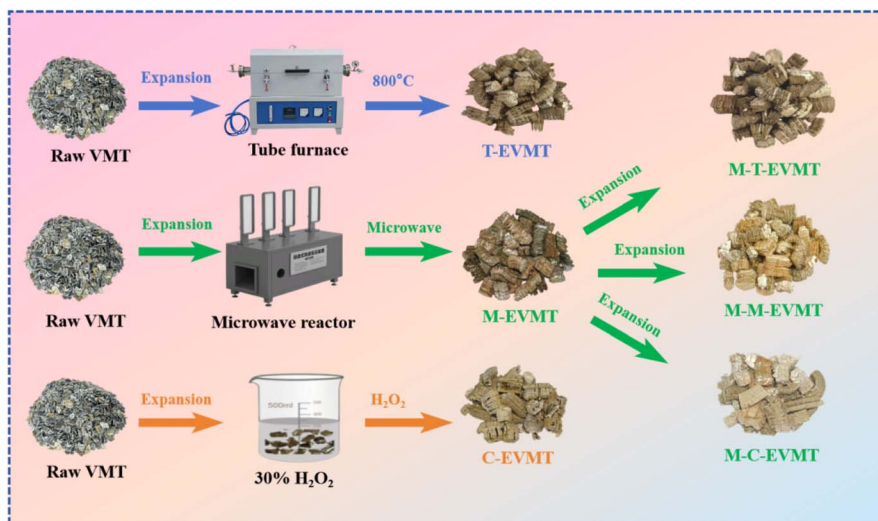 Expansion
800°C
Raw VMT
Tube furnace
T-EVMT
M-T-EVMT
Expansion
Microwave
Expansion
Expansion
Raw VMT
Microwave reactor
M-EVMT
M-M-EVMT
Expansion
Expansion
500ml
H₂O₂
Raw VMT
30% H₂O₂
C-EVMT
M-C-EVMT